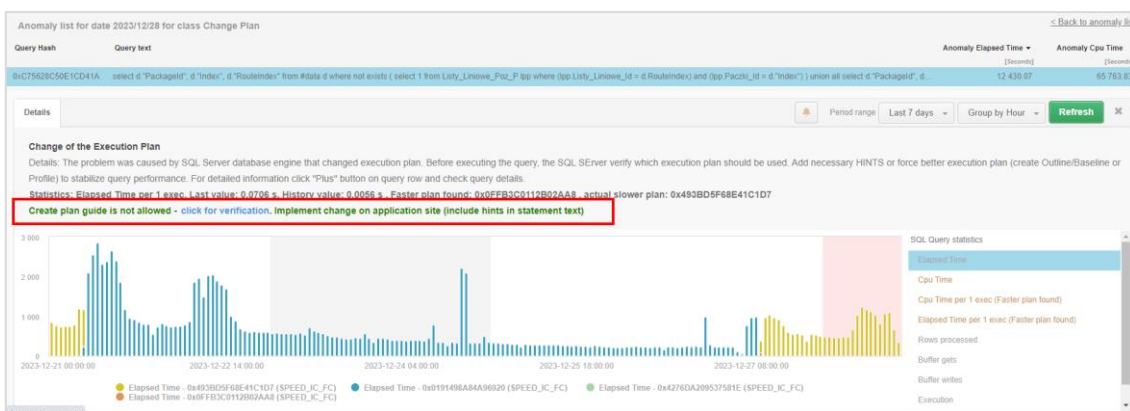 Anomaly list for date 2023/12/28 for class Change Plan
< Back to anomaly lis
Query Hash Query text Anomaly Elapsed Time Anomaly Cpu Time
[Seconds] [Seconds]
0xC75628C50E1CD41A select d."PackageId", d."Index", d."RouteIndex" from #data d where not exists ( select 1 from Listy_Liniowe_Poz_P lpp where (lpp.Listy_Liniowe_Id = d.RouteIndex) and (lpp.Paczki_Id = d."Index") ) union all select d."PackageId", d... 12 430.07 65 763.83
Details Period range Last 7 days Group by Hour Refresh
Change of the Execution Plan
Details: The problem was caused by SQL Server database engine that changed execution plan. Before executing the query, the SQL SErver verify which execution plan should be used. Add necessary HINTS or force better execution plan (create Outline/Baseline or
Profile) to stabilize query performance. For detailed information click "Plus" button on query row and check query details.
Statistics: Elapsed Time per 1 exec. Last value: 0.0706 s. History value: 0.0056 s . Faster plan found: 0x0FFB3C0112B02AA8 , actual slower plan: 0x493BD5F68E41C1D7
Create plan guide is not allowed - click for verification. Implement change on application site (include hints in statement text)
3 000
2 000
1 000
0
2023-12-21 00:00:00 2023-12-22 14:00:00 2023-12-24 04:00:00 2023-12-25 18:00:00 2023-12-27 08:00:00
Elapsed Time - 0x493BD5F68E41C1D7 (SPEED_IC_FC) Elapsed Time - 0x0191498A84A96920 (SPEED_IC_FC) Elapsed Time - 0x4276DA209537581E (SPEED_IC_FC)
Elapsed Time - 0x0FFB3C0112B02AA8 (SPEED_IC_FC)
SQL Query statistics
Elapsed Time
Cpu Time
Cpu Time per 1 exec (Faster plan found)
Elapsed Time per 1 exec (Faster plan found)
Rows processed
Buffer gets
Buffer writes
Execution